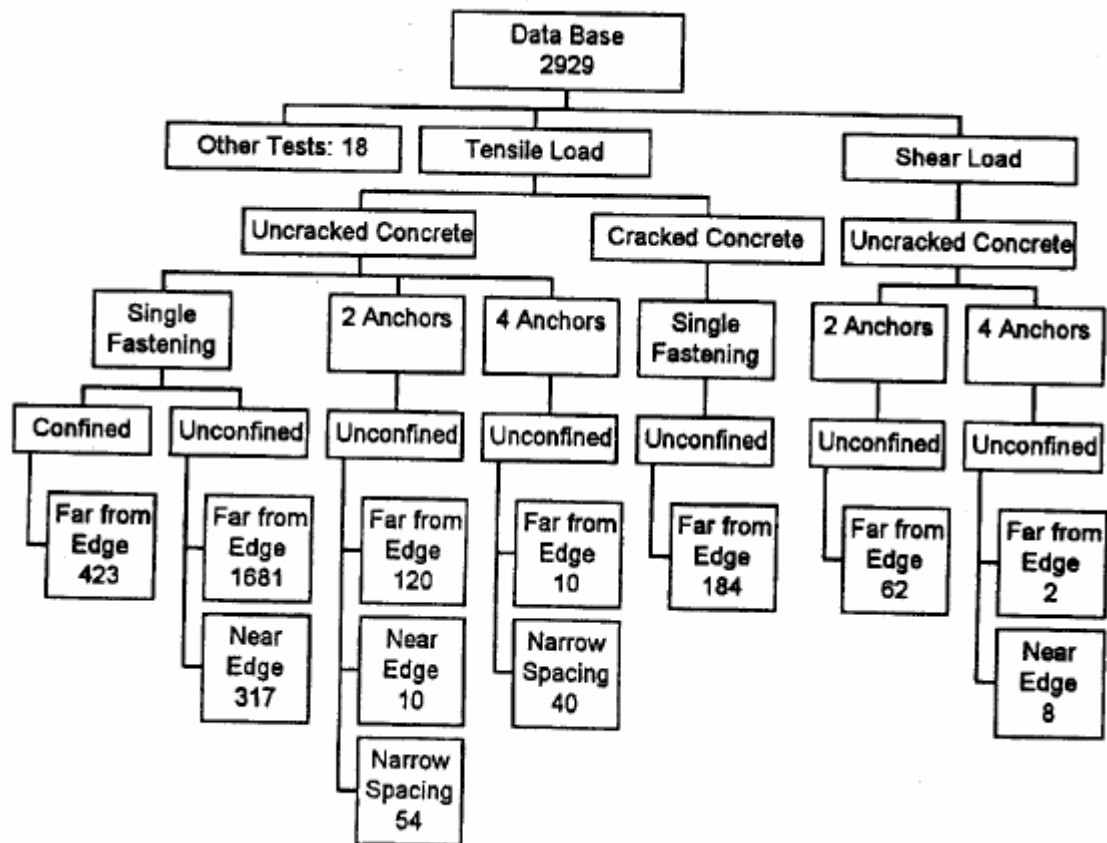 Data Base
2929
Other Tests: 18
Tensile Load
Shear Load
Uncracked Concrete
Cracked Concrete
Uncracked Concrete
Single
Fastening
2 Anchors
4 Anchors
Single
Fastening
2 Anchors
4 Anchors
Confined
Unconfined
Unconfined
Unconfined
Unconfined
Unconfined
Unconfined
Far from
Edge
423
Far from
Edge
1681
Far from
Edge
120
Far from
Edge
10
Far from
Edge
184
Far from
Edge
62
Far from
Edge
2
Near
Edge
317
Near
Edge
10
Narrow
Spacing
40
Near
Edge
8
Narrow
Spacing
54